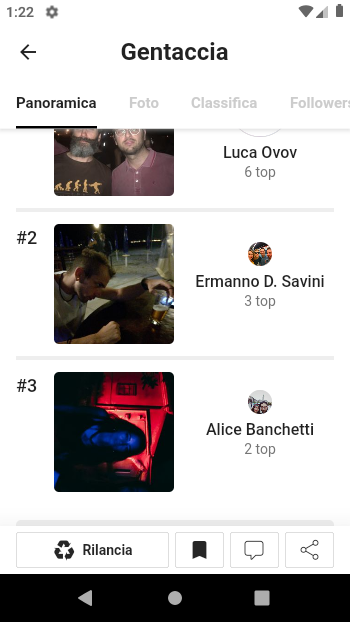 1:22
Gentaccia
Panoramica Foto Classifica Followers
Luca Ovov
6 top
#2
Ermanno D. Savini
3 top
#3
Alice Banchetti
2 top
Rilancia